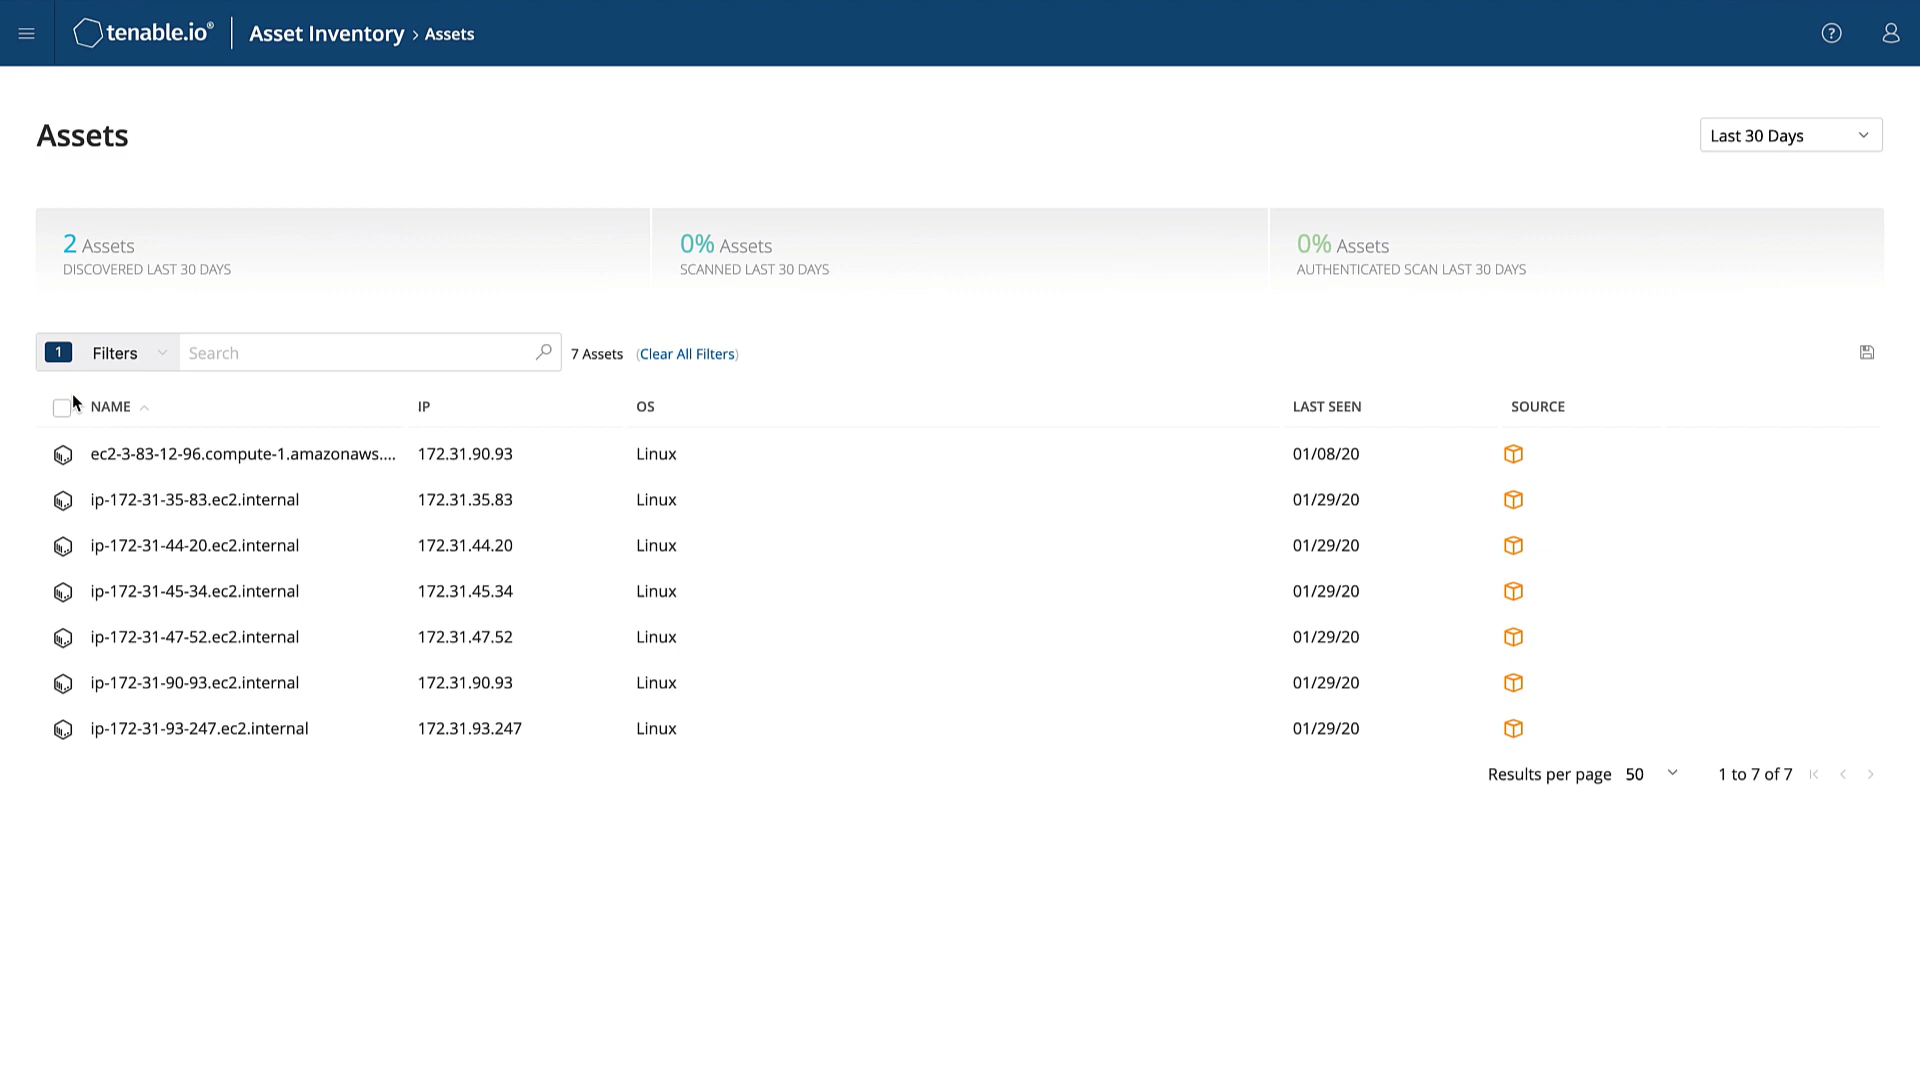 tenable.io® Asset Inventory › Assets
Assets
Last 30 Days
2 Assets
DISCOVERED LAST 30 DAYS
0% Assets
SCANNED LAST 30 DAYS
0% Assets
AUTHENTICATED SCAN LAST 30 DAYS
1 Filters Search 7 Assets (Clear All Filters)
NAME IP OS LAST SEEN SOURCE
ec2-3-83-12-96.compute-1.amazonaws.... 172.31.90.93 Linux 01/08/20
ip-172-31-35-83.ec2.internal 172.31.35.83 Linux 01/29/20
ip-172-31-44-20.ec2.internal 172.31.44.20 Linux 01/29/20
ip-172-31-45-34.ec2.internal 172.31.45.34 Linux 01/29/20
ip-172-31-47-52.ec2.internal 172.31.47.52 Linux 01/29/20
ip-172-31-90-93.ec2.internal 172.31.90.93 Linux 01/29/20
ip-172-31-93-247.ec2.internal 172.31.93.247 Linux 01/29/20
Results per page 50 1 to 7 of 7